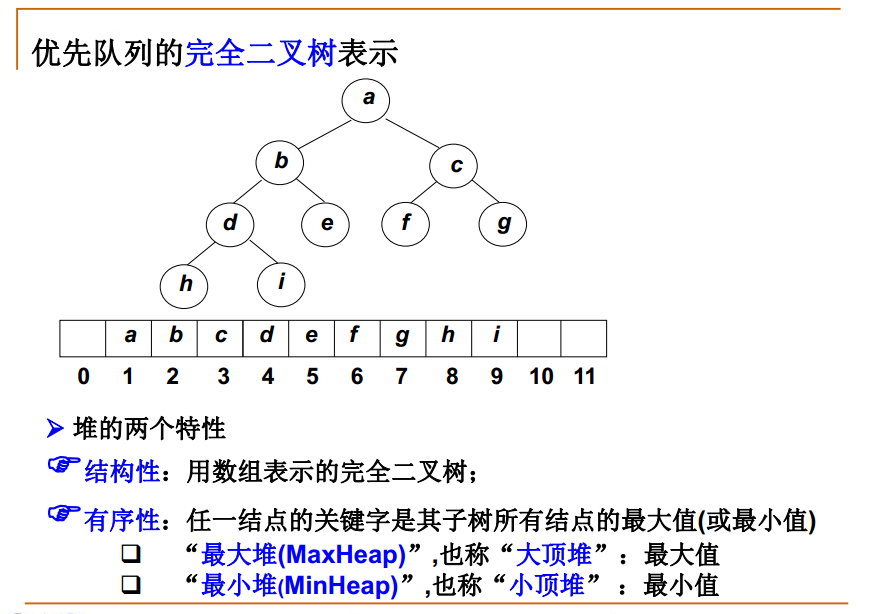 优先队列的完全二叉树表示
a
b c
d e f g
h i
a b c d e f g h i
0 1 2 3 4 5 6 7 8 9 10 11
堆的两个特性
结构性：用数组表示的完全二叉树；
有序性：任一结点的关键字是其子树所有结点的最大值(或最小值)
“最大堆(MaxHeap)”,也称“大顶堆”：最大值
“最小堆(MinHeap)”,也称“小顶堆” ：最小值